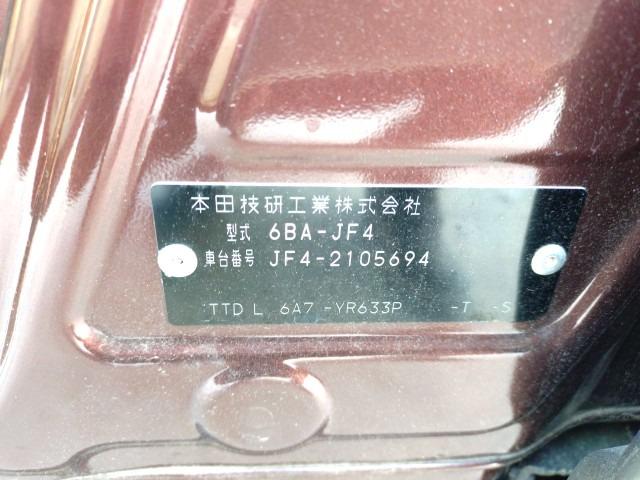 本田技研工業株式会社
型式 6BA-JF4
車台番号 JF4-2105694
TTD L 6A7 -YR633P -T -S